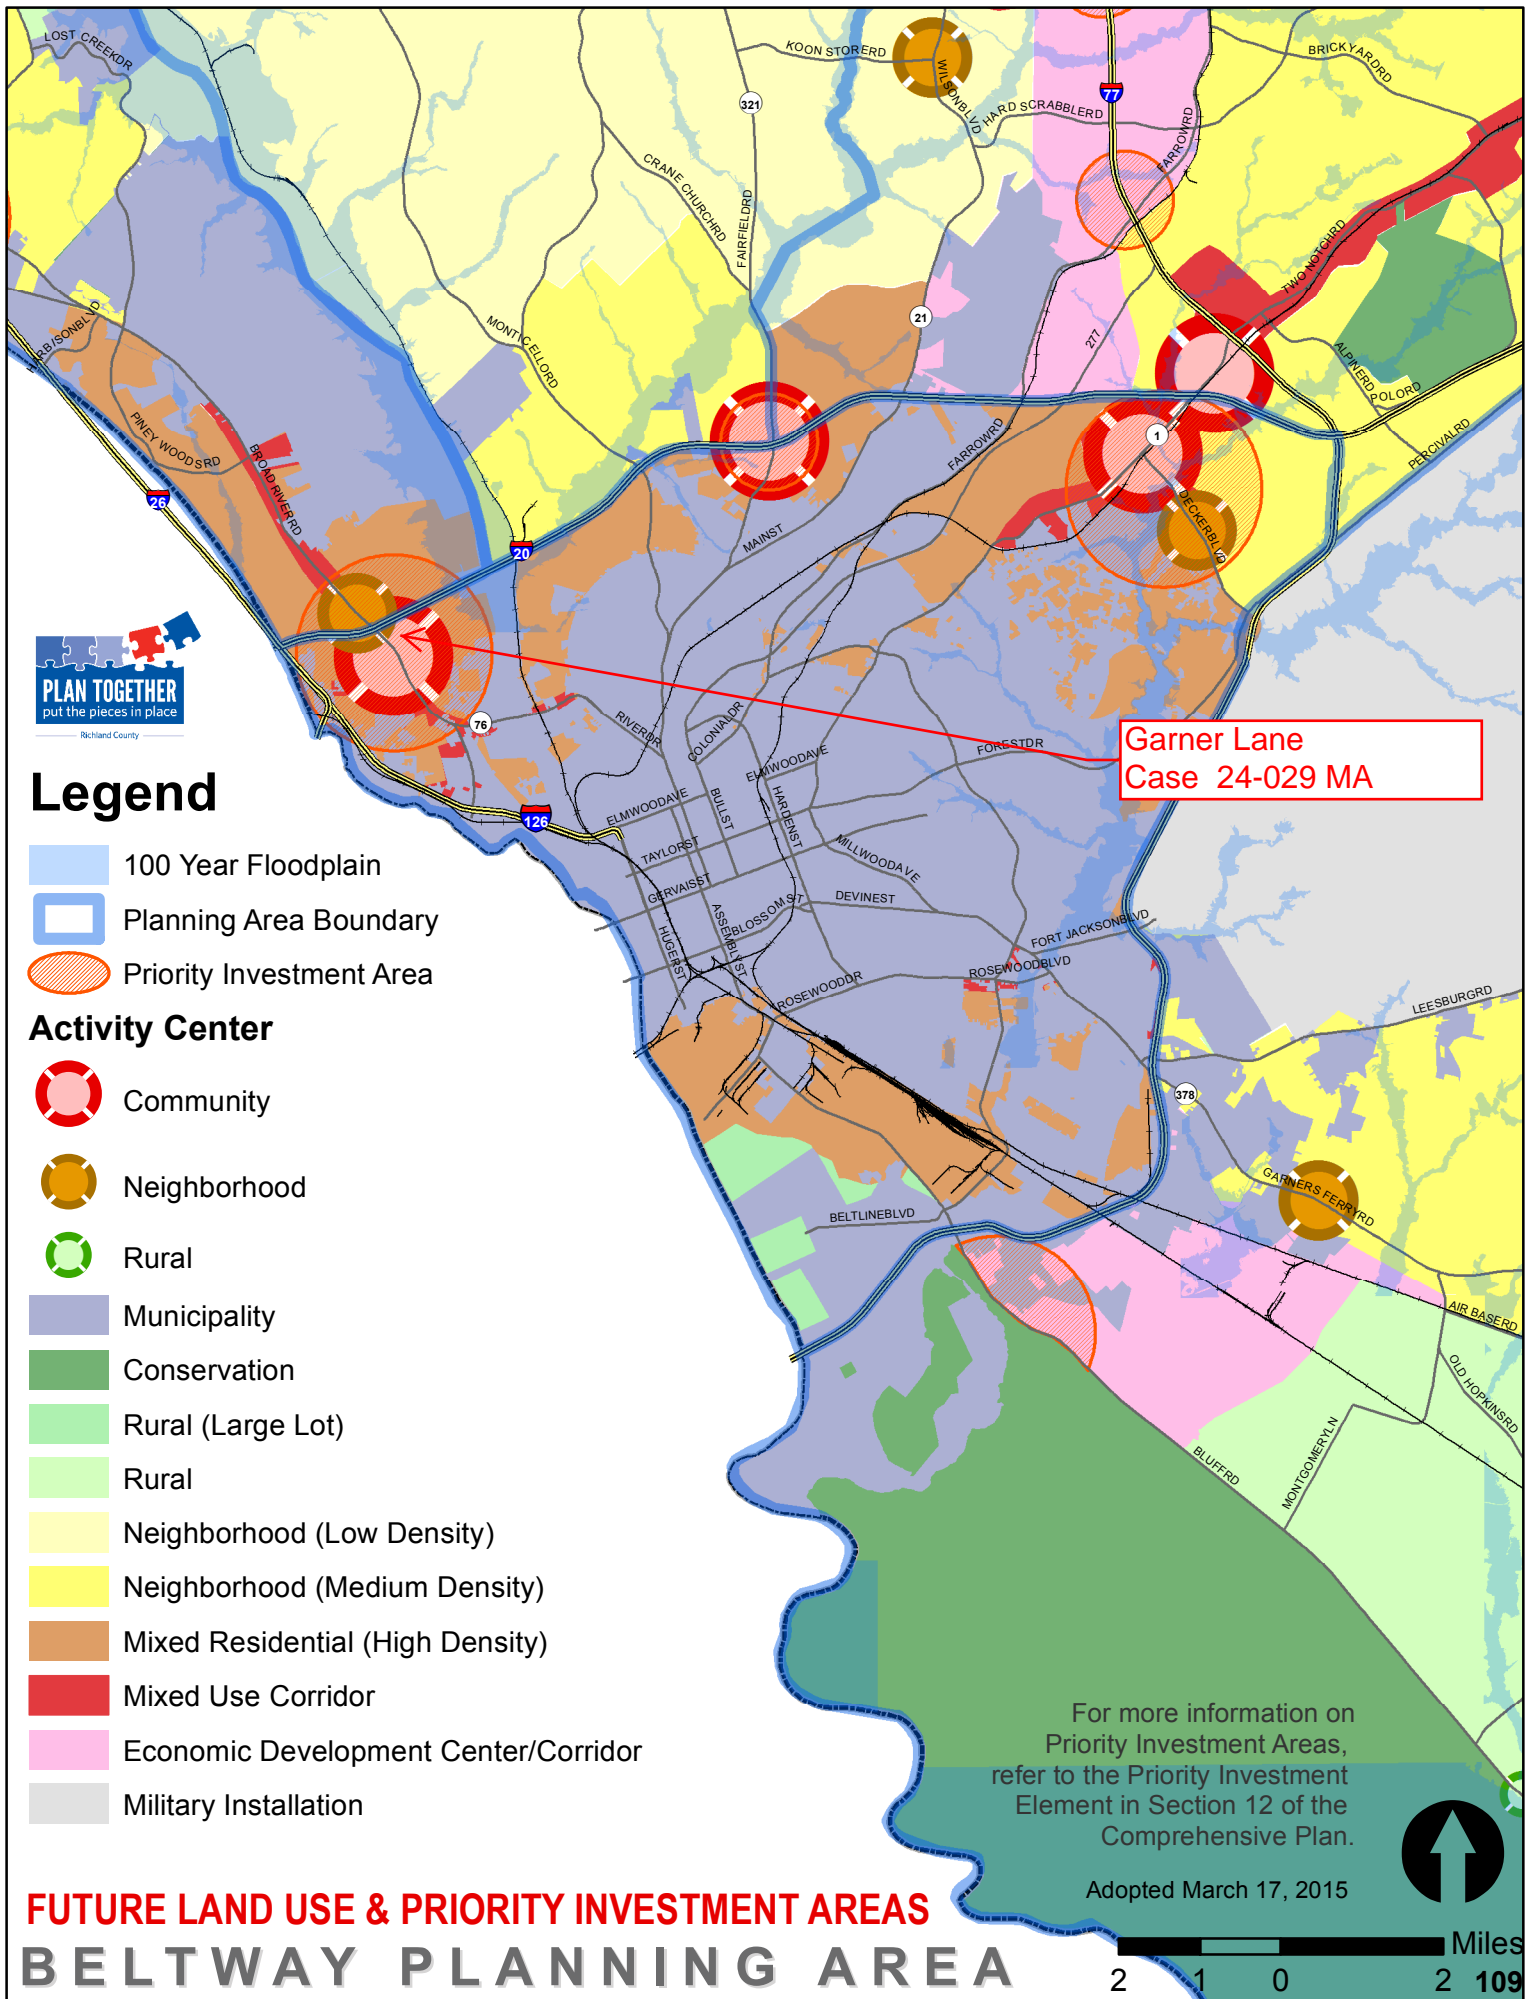 LOST CREEKDR
KOON STORERD
WILSONBLVD
BRICKYARDRD
77
321
HARD SCRABBLERD
FARROWRD
CRANE CHURCHRD
FAIRFIELDRD
TWO NOTCHRD
HARBISONBLVD
MONTICELLORD
21
277
ALPINERD
POLORD
PINEY WOODSRD
BROAD RIVERRD
FARROWRD
1
PERCIVALRD
26
DECKERBLVD
20
MAINST
PLAN TOGETHER
put the pieces in place
Richland County
76
RIVERDR
COLONIALDR
FORESTDR
Garner Lane
Case 24-029 MA
ELMWOODAVE
Legend
ELMWOODAVE
BULLST
HARDENST
126
TAYLORST
MILLWOODAVE
100 Year Floodplain
GERVAISST
DEVINEST
Planning Area Boundary
BLOSSOMST
ASSEMBLYST
HUGERST
FORT JACKSONBLVD
Priority Investment Area
ROSEWOODDR
ROSEWOODBLVD
LEESBURGRD
Activity Center
Community
378
Neighborhood
GARNERS FERRYRD
BELTLINEBLVD
Rural
Municipality
AIR BASERD
Conservation
OLD HOPKINSRD
Rural (Large Lot)
MONTGOMERYLN
BLUFFRD
Rural
Neighborhood (Low Density)
Neighborhood (Medium Density)
Mixed Residential (High Density)
Mixed Use Corridor
Economic Development Center/Corridor
Military Installation
For more information on
Priority Investment Areas,
refer to the Priority Investment
Element in Section 12 of the
Comprehensive Plan.
Adopted March 17, 2015
FUTURE LAND USE & PRIORITY INVESTMENT AREAS
BELTWAY PLANNING AREA
Miles
2 1 0 2
109